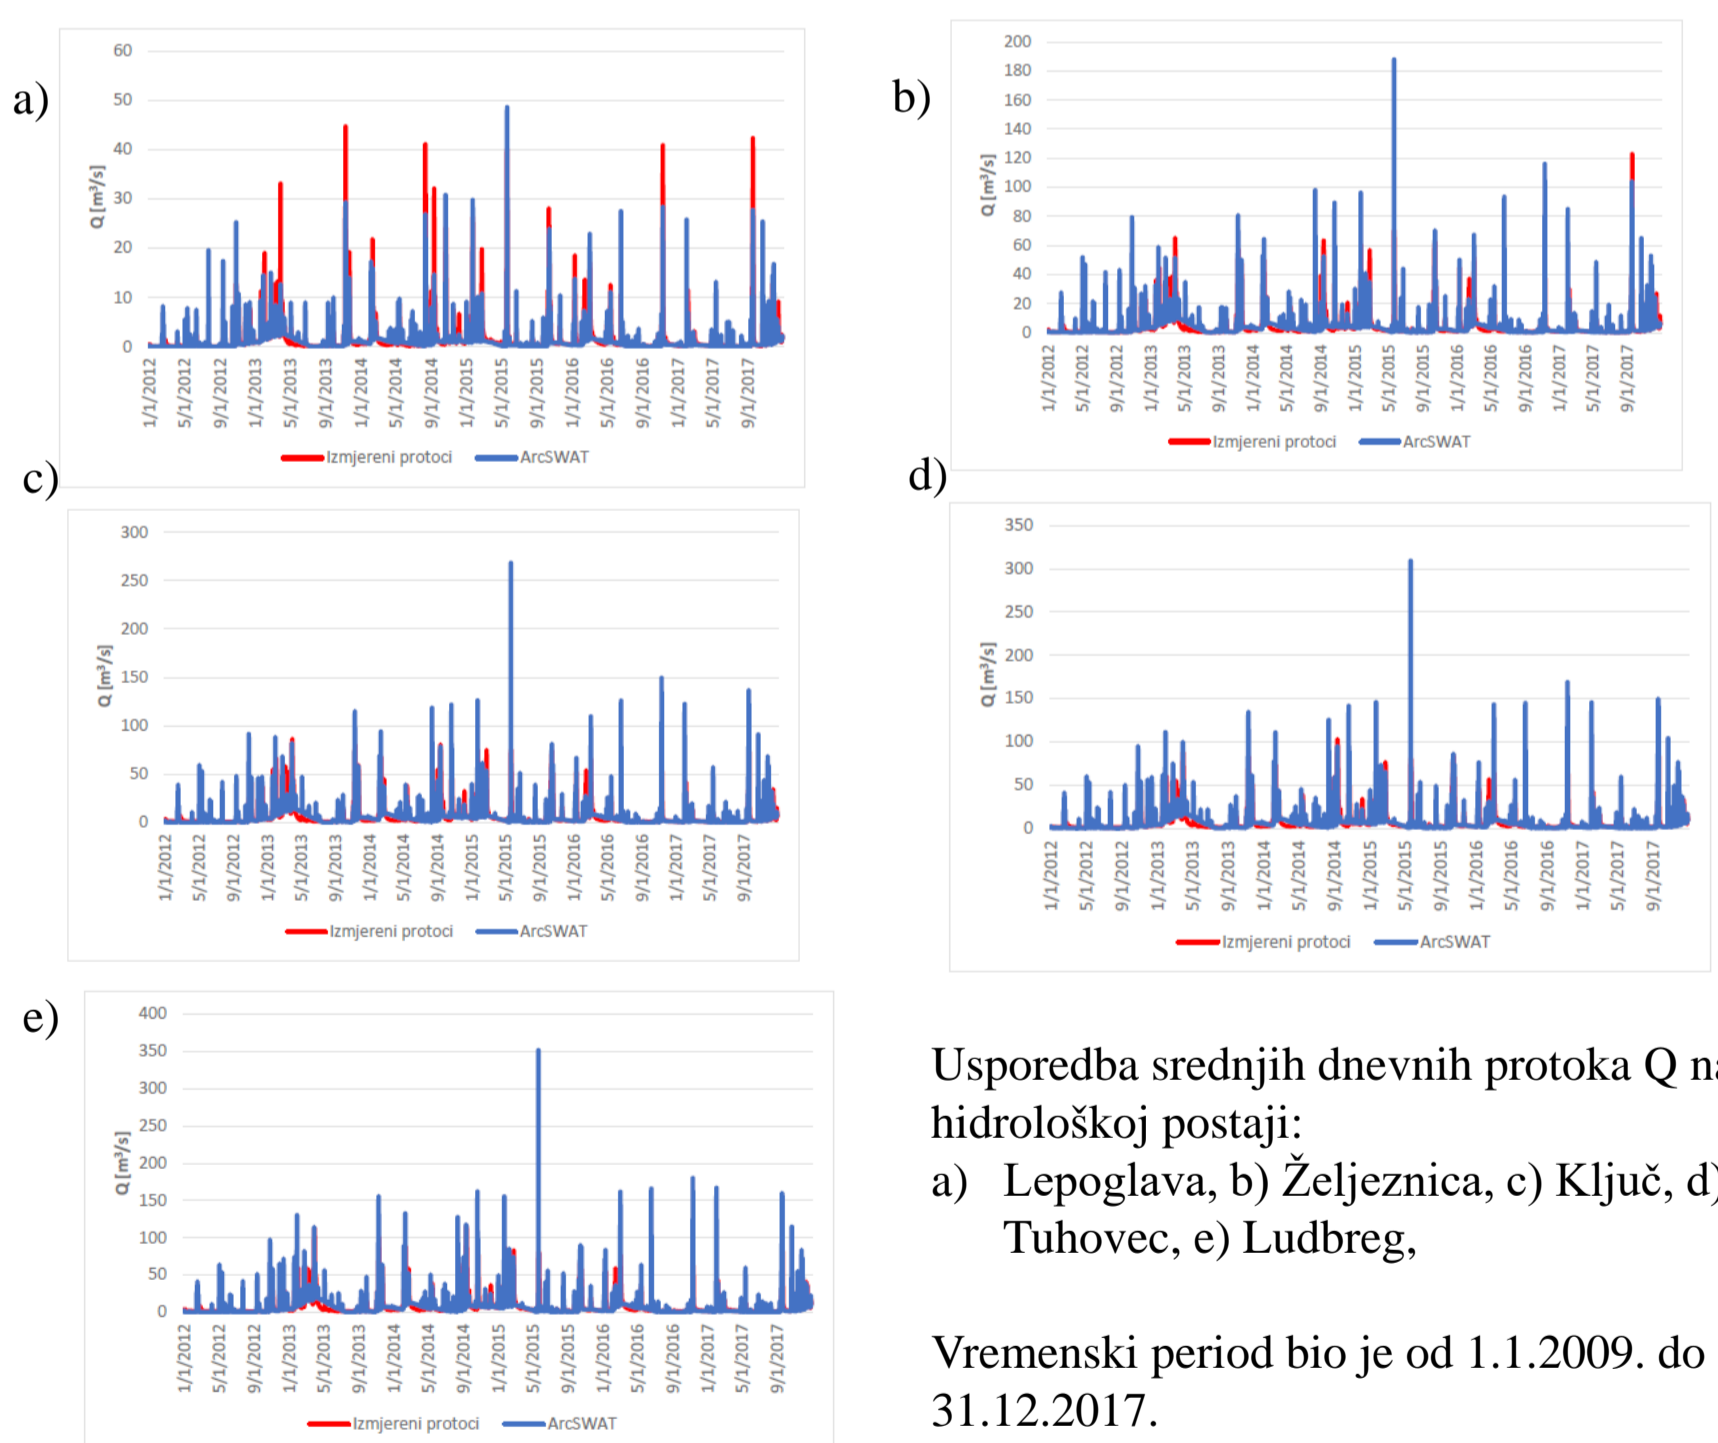 a)
60
50
40
30
20
10
0
Q [m³/s]
1/1/2012 5/1/2012 9/1/2012 1/1/2013 5/1/2013 9/1/2013 1/1/2014 5/1/2014 9/1/2014 1/1/2015 5/1/2015 9/1/2015 1/1/2016 5/1/2016 9/1/2016 1/1/2017 5/1/2017 9/1/2017
Izmjereni protoci ArcSWAT
b)
200
180
160
140
120
100
80
60
40
20
0
Q [m³/s]
1/1/2012 5/1/2012 9/1/2012 1/1/2013 5/1/2013 9/1/2013 1/1/2014 5/1/2014 9/1/2014 1/1/2015 5/1/2015 9/1/2015 1/1/2016 5/1/2016 9/1/2016 1/1/2017 5/1/2017 9/1/2017
Izmjereni protoci ArcSWAT
c)
300
250
200
150
100
50
0
Q [m³/s]
1/1/2012 5/1/2012 9/1/2012 1/1/2013 5/1/2013 9/1/2013 1/1/2014 5/1/2014 9/1/2014 1/1/2015 5/1/2015 9/1/2015 1/1/2016 5/1/2016 9/1/2016 1/1/2017 5/1/2017 9/1/2017
Izmjereni protoci ArcSWAT
d)
350
300
250
200
150
100
50
0
Q [m³/s]
1/1/2012 5/1/2012 9/1/2012 1/1/2013 5/1/2013 9/1/2013 1/1/2014 5/1/2014 9/1/2014 1/1/2015 5/1/2015 9/1/2015 1/1/2016 5/1/2016 9/1/2016 1/1/2017 5/1/2017 9/1/2017
Izmjereni protoci ArcSWAT
e)
400
350
300
250
200
150
100
50
0
Q [m³/s]
1/1/2012 5/1/2012 9/1/2012 1/1/2013 5/1/2013 9/1/2013 1/1/2014 5/1/2014 9/1/2014 1/1/2015 5/1/2015 9/1/2015 1/1/2016 5/1/2016 9/1/2016 1/1/2017 5/1/2017 9/1/2017
Izmjereni protoci ArcSWAT
Usporedba srednjih dnevnih protoka Q na
hidrološkoj postaji:
a) Lepoglava, b) Željeznica, c) Ključ, d)
Tuhovec, e) Ludbreg,
Vremenski period bio je od 1.1.2009. do
31.12.2017.